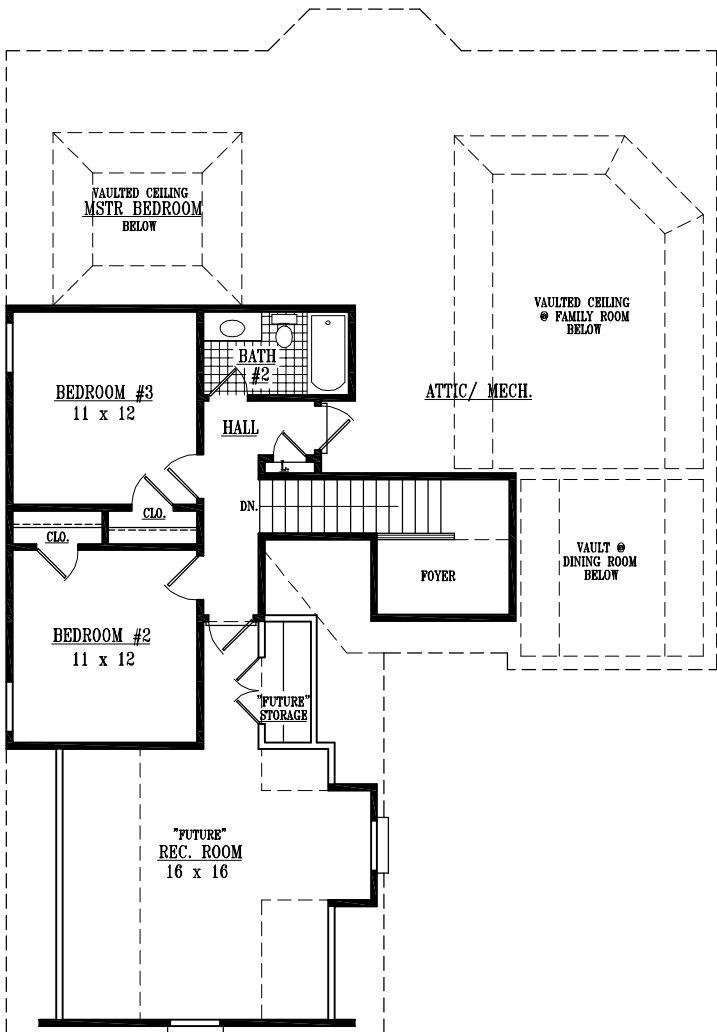 VAULTED CEILING
MSTR BEDROOM
BELOW
VAULTED CEILING
@ FAMILY ROOM
BELOW
BATH
#2
BEDROOM #3
11 x 12
ATTIC/ MECH.
HALL
L.
DN.
CLO.
CLO.
VAULT @
DINING ROOM
BELOW
FOYER
BEDROOM #2
11 x 12
"FUTURE"
STORAGE
"FUTURE"
REC. ROOM
16 x 16